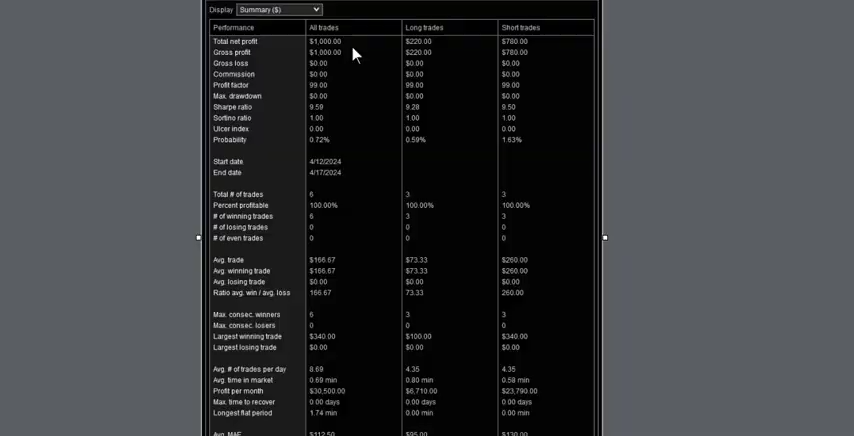 Display Summary ($)
Performance All trades Long trades Short trades
Total net profit $1,000.00 $220.00 $780.00
Gross profit $1,000.00 $220.00 $780.00
Gross loss $0.00 $0.00 $0.00
Commission $0.00 $0.00 $0.00
Profit factor 99.00 99.00 99.00
Max. drawdown $0.00 $0.00 $0.00
Sharpe ratio 9.59 9.28 9.50
Sortino ratio 1.00 1.00 1.00
Ulcer index 0.00 0.00 0.00
Probability 0.72% 0.59% 1.63%
Start date 4/12/2024
End date 4/17/2024
Total # of trades 6 3 3
Percent profitable 100.00% 100.00% 100.00%
# of winning trades 6 3 3
# of losing trades 0 0 0
# of even trades 0 0 0
Avg. trade $166.67 $73.33 $260.00
Avg. winning trade $166.67 $73.33 $260.00
Avg. losing trade $0.00 $0.00 $0.00
Ratio avg. win / avg. loss 166.67 73.33 260.00
Max. consec. winners 6 3 3
Max. consec. losers 0 0 0
Largest winning trade $340.00 $100.00 $340.00
Largest losing trade $0.00 $0.00 $0.00
Avg. # of trades per day 8.69 4.35 4.35
Avg. time in market 0.69 min 0.80 min 0.58 min
Profit per month $30,500.00 $6,710.00 $23,790.00
Max. time to recover 0.00 days 0.00 days 0.00 days
Longest flat period 1.74 min 0.00 min 0.00 min
Avg. MAE $112.50 $95.00 $130.00